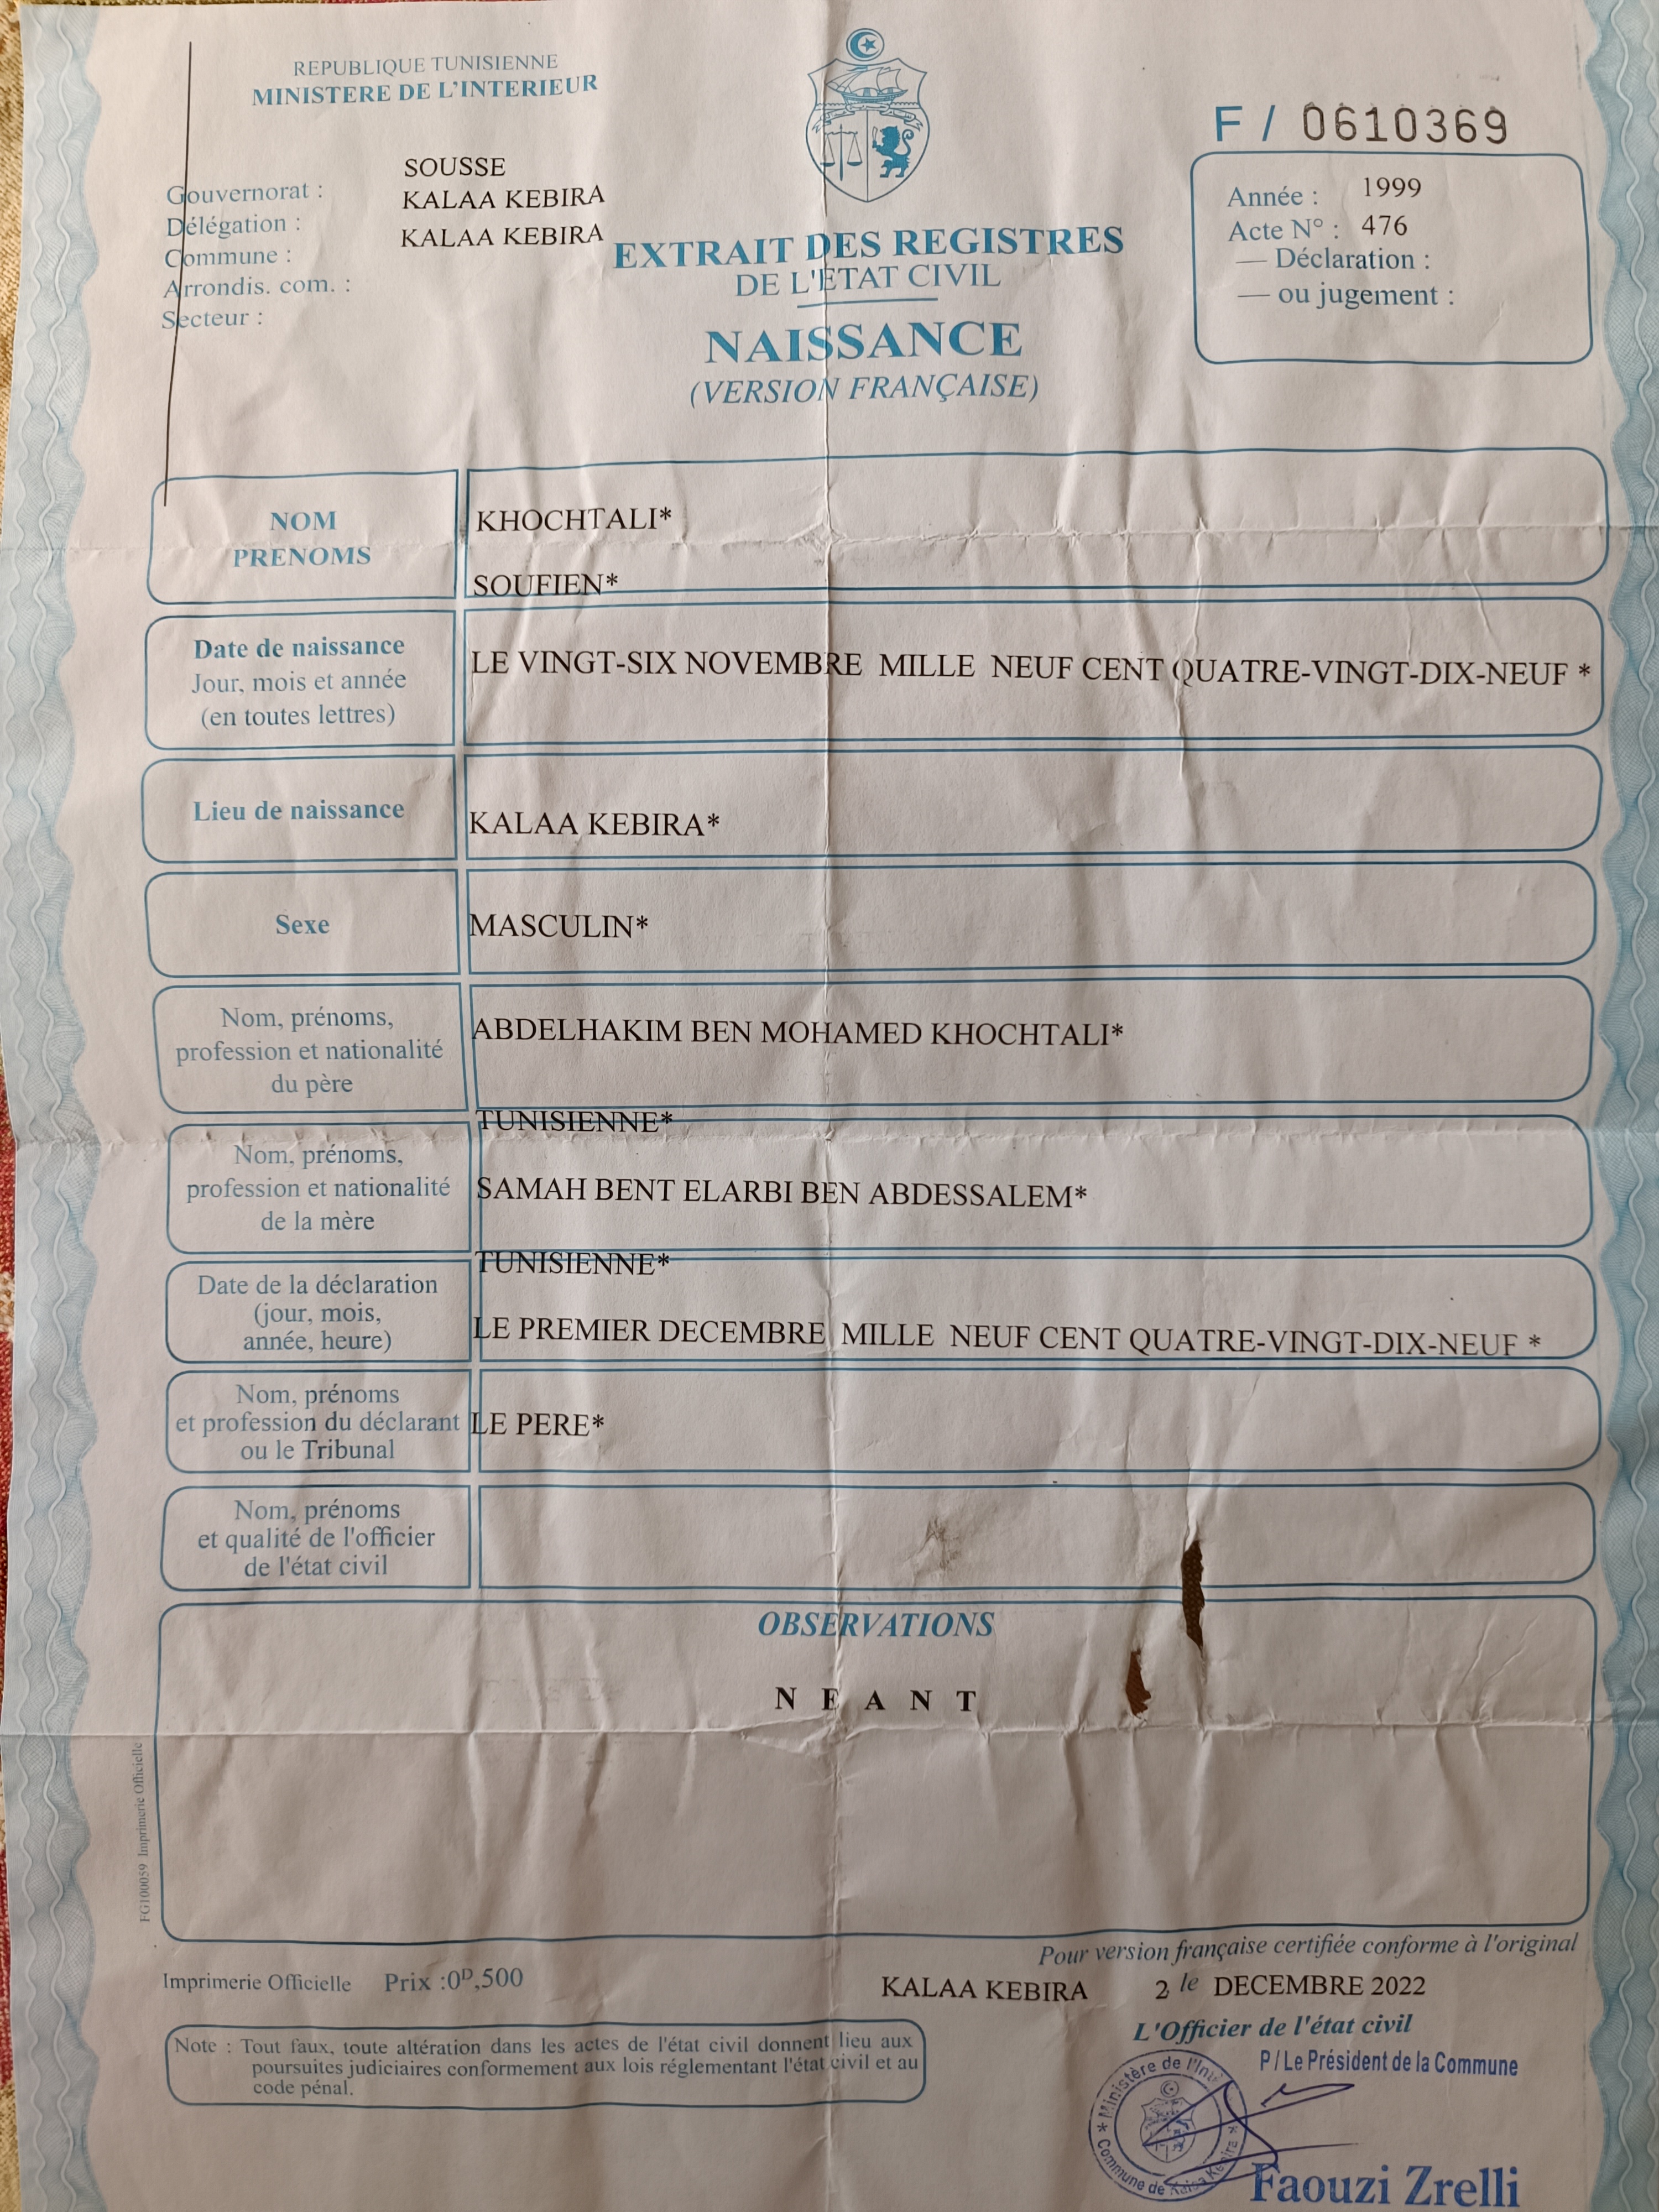 REPUBLIQUE TUNISIENNE
MINISTERE DE L'INTERIEUR
F / 0610369
SOUSSE
Gouvernorat :
KALAA KEBIRA
Délégation :
KALAA KEBIRA
Commune :
Arrondis. com. :
Secteur :
EXTRAIT DES REGISTRES
DE L'ETAT CIVIL
NAISSANCE
(VERSION FRANÇAISE)
Année : 1999
Acte N° : 476
— Déclaration :
— ou jugement :
NOM
PRENOMS
KHOCHTALI*
SOUFIEN*
Date de naissance
Jour, mois et année
(en toutes lettres)
LE VINGT-SIX NOVEMBRE MILLE NEUF CENT QUATRE-VINGT-DIX-NEUF *
Lieu de naissance
KALAA KEBIRA*
Sexe
MASCULIN*
Nom, prénoms,
profession et nationalité
du père
ABDELHAKIM BEN MOHAMED KHOCHTALI*
TUNISIENNE*
Nom, prénoms,
profession et nationalité
de la mère
SAMAH BENT ELARBI BEN ABDESSALEM*
TUNISIENNE*
Date de la déclaration
(jour, mois,
année, heure)
LE PREMIER DECEMBRE MILLE NEUF CENT QUATRE-VINGT-DIX-NEUF *
Nom, prénoms
et profession du déclarant
ou le Tribunal
LE PERE*
Nom, prénoms
et qualité de l'officier
de l'état civil
OBSERVATIONS
N E A N T
FG100059 Imprimerie Officielle
Pour version française certifiée conforme à l'original
Imprimerie Officielle Prix :0ᴰ,500
KALAA KEBIRA 2 le DECEMBRE 2022
L'Officier de l'état civil
P / Le Président de la Commune
Note : Tout faux, toute altération dans les actes de l'état civil donnent lieu aux
poursuites judiciaires conformement aux lois réglementant l'état civil et au
code pénal.
* Ministère de l'Int
* Commune de Kalaa Kebira
Faouzi Zrelli